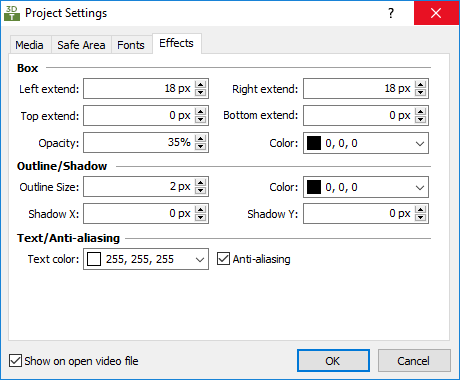 3D
T
Project Settings
?
Media Safe Area Fonts Effects
Box
Left extend: 18 px Right extend: 18 px
Top extend: 0 px Bottom extend: 0 px
Opacity: 35% Color: 0, 0, 0
Outline/Shadow
Outline Size: 2 px Color: 0, 0, 0
Shadow X: 0 px Shadow Y: 0 px
Text/Anti-aliasing
Text color: 255, 255, 255 Anti-aliasing
Show on open video file OK Cancel